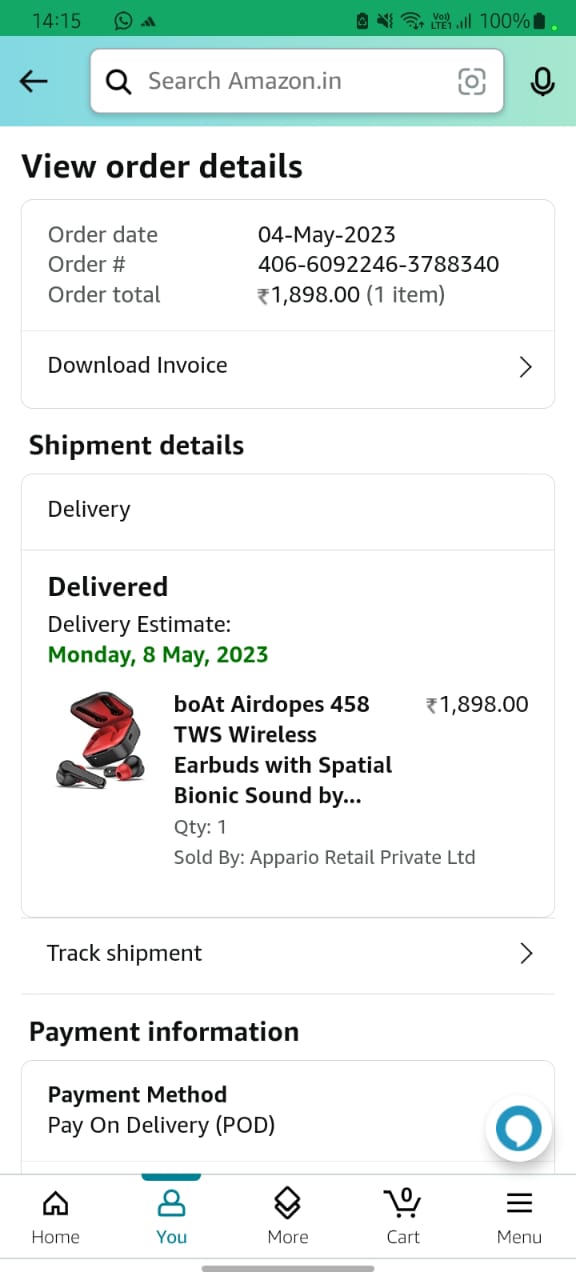 14:15
Vo)) LTE1 100%
Search Amazon.in
View order details
Order date 04-May-2023
Order # 406-6092246-3788340
Order total ₹1,898.00 (1 item)
Download Invoice
Shipment details
Delivery
Delivered
Delivery Estimate:
Monday, 8 May, 2023
boAt Airdopes 458 ₹1,898.00
TWS Wireless
Earbuds with Spatial
Bionic Sound by...
Qty: 1
Sold By: Appario Retail Private Ltd
Track shipment
Payment information
Payment Method
Pay On Delivery (POD)
0
Home You More Cart Menu